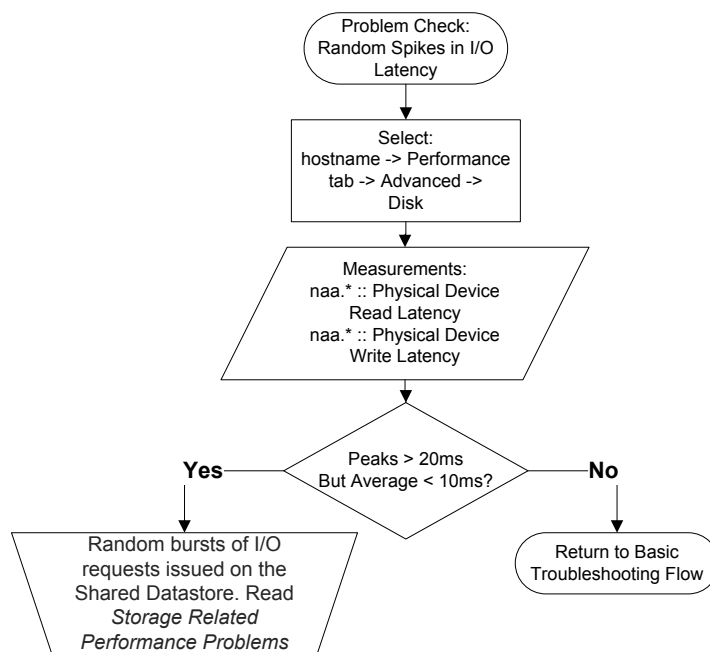 Problem Check:
Random Spikes in I/O
Latency
Select:
hostname -> Performance
tab -> Advanced ->
Disk
Measurements:
naa.* :: Physical Device
Read Latency
naa.* :: Physical Device
Write Latency
Peaks > 20ms
But Average < 10ms?
Yes
No
Random bursts of I/O
requests issued on the
Shared Datastore. Read
Storage Related
Performance Problems
Return to Basic
Troubleshooting Flow